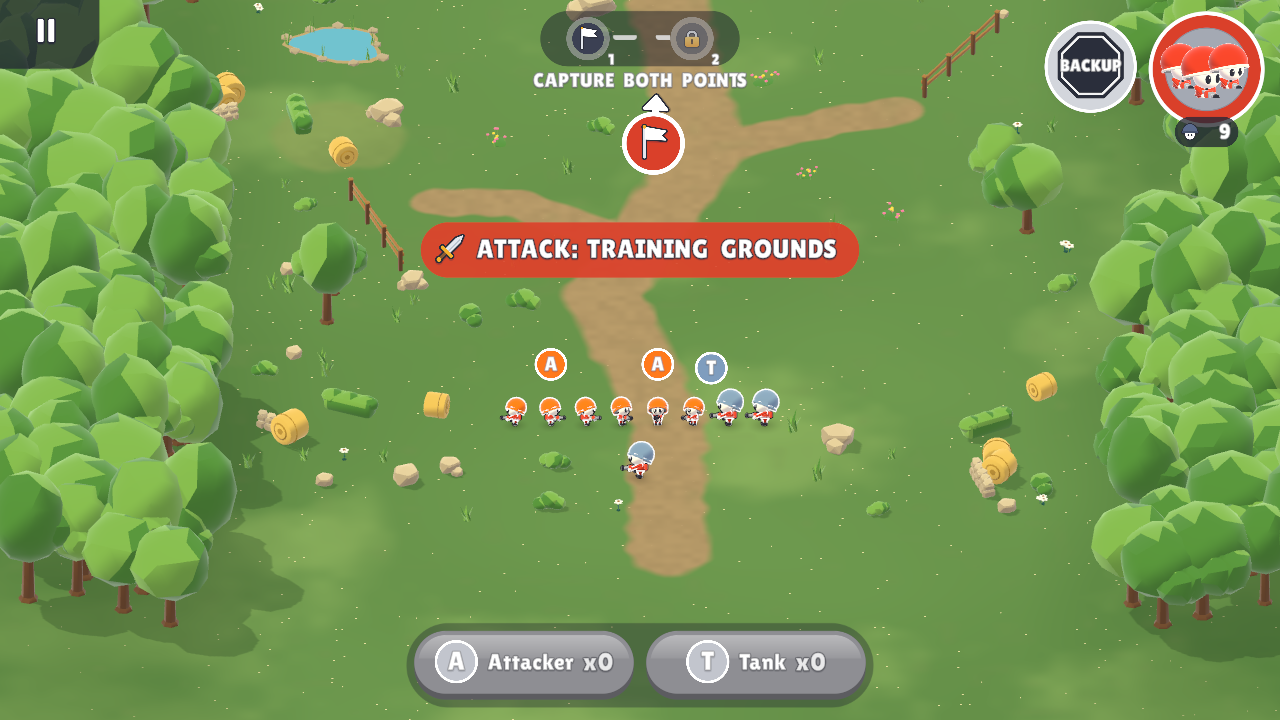 1
2
CAPTURE BOTH POINTS
BACKUP
9
ATTACK: TRAINING GROUNDS
A
A
T
A Attacker x0
T Tank x0